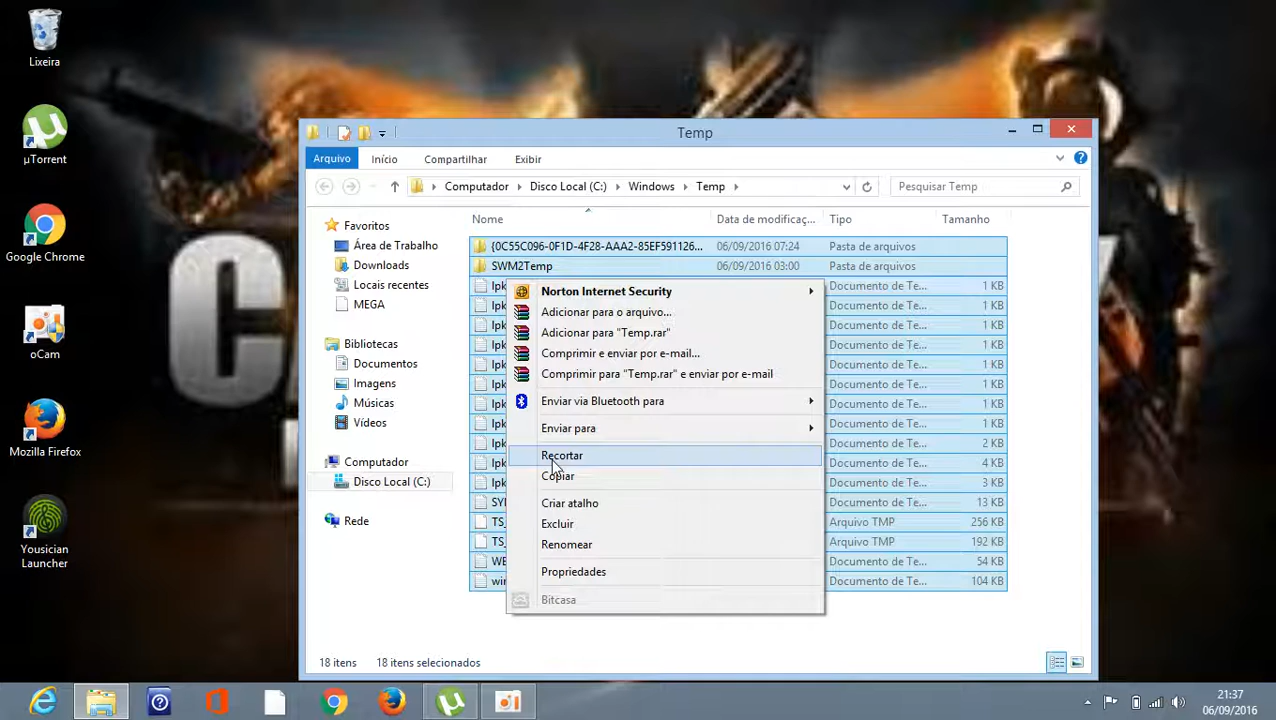 Lixeira
µTorrent
Google Chrome
oCam
Mozilla Firefox
Yousician
Launcher
Temp
Arquivo Início Compartilhar Exibir
Computador Disco Local (C:) Windows Temp Pesquisar Temp
Favoritos
Área de Trabalho
Downloads
Locais recentes
MEGA
Bibliotecas
Documentos
Imagens
Músicas
Vídeos
Computador
Disco Local (C:)
Rede
Nome Data de modificaç... Tipo Tamanho
{0C55C096-0F1D-4F28-AAA2-85EF591126... 06/09/2016 07:24 Pasta de arquivos
SWM2Temp 06/09/2016 03:00 Pasta de arquivos
Documento de Te... 1 KB
Documento de Te... 1 KB
Documento de Te... 1 KB
Documento de Te... 1 KB
Documento de Te... 1 KB
Documento de Te... 1 KB
Documento de Te... 1 KB
Documento de Te... 1 KB
Documento de Te... 2 KB
Documento de Te... 3 KB
Documento de Te... 3 KB
Documento de Te... 13 KB
TS_ Arquivo TMP 256 KB
TS_ Arquivo TMP 192 KB
Documento de Te... 54 KB
Documento de Te... 104 KB
Norton Internet Security
Adicionar para o arquivo...
Adicionar para "Temp.rar"
Comprimir e enviar por e-mail...
Comprimir para "Temp.rar" e enviar por e-mail
Enviar via Bluetooth para
Enviar para
Recortar
Copiar
Criar atalho
Excluir
Renomear
Propriedades
Bitcasa
18 itens 18 itens selecionados
21:37
06/09/2016